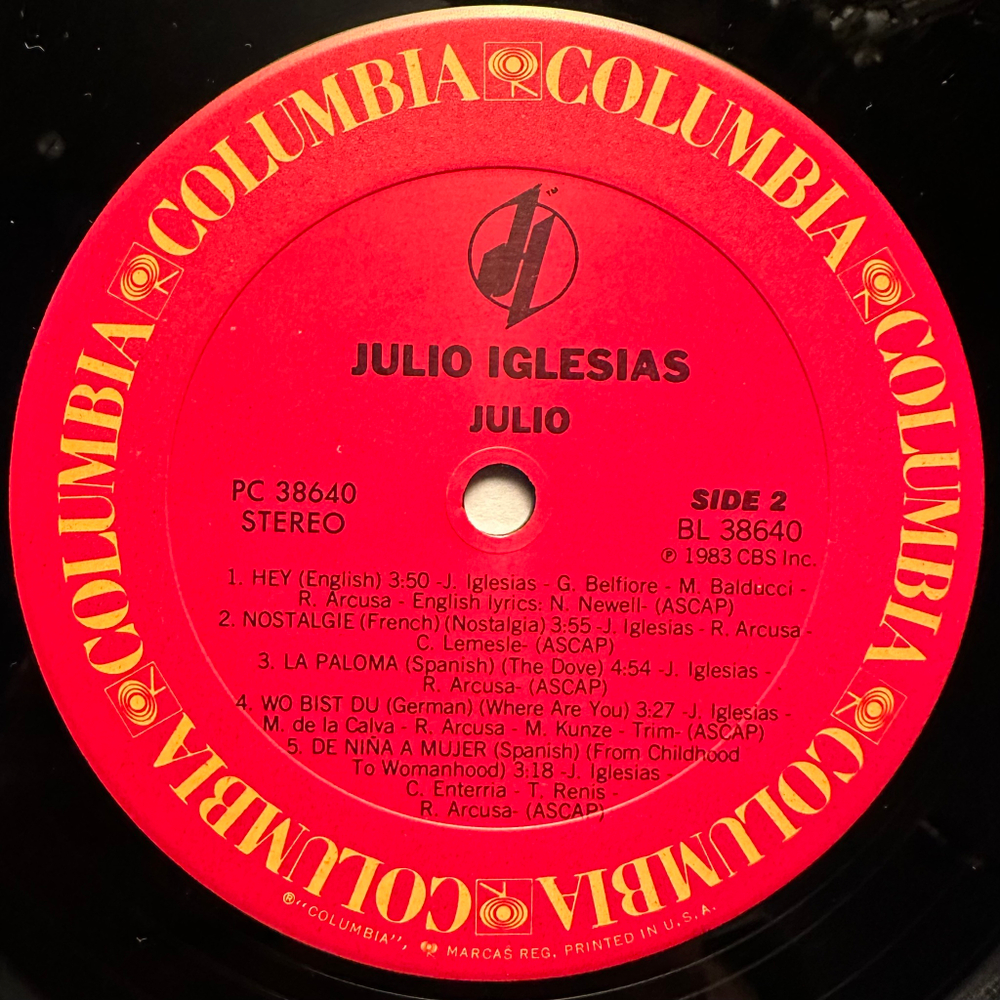 COLUMBIA COLUMBIA COLUMBIA COLUMBIA COLUMBIA COLUMBIA
TM
JULIO IGLESIAS
JULIO
PC 38640
STEREO
SIDE 2
BL 38640
℗ 1983 CBS Inc.
1. HEY (English) 3:50 -J. Iglesias - G. Belfiore - M. Balducci -
R. Arcusa - English lyrics: N. Newell- (ASCAP)
2. NOSTALGIE (French) (Nostalgia) 3:55 -J. Iglesias - R. Arcusa-
C. Lemesle- (ASCAP)
3. LA PALOMA (Spanish) (The Dove) 4:54 -J. Iglesias -
R. Arcusa- (ASCAP)
4. WO BIST DU (German) (Where Are You) 3:27 -J. Iglesias -
M. de la Calva - R. Arcusa - M. Kunze - Trim- (ASCAP)
5. DE NIÑA A MUJER (Spanish) (From Childhood
To Womanhood) 3:18 -J. Iglesias -
C. Enterria - T. Renis -
R. Arcusa- (ASCAP)
®"COLUMBIA", MARCAS REG. PRINTED IN U.S.A.